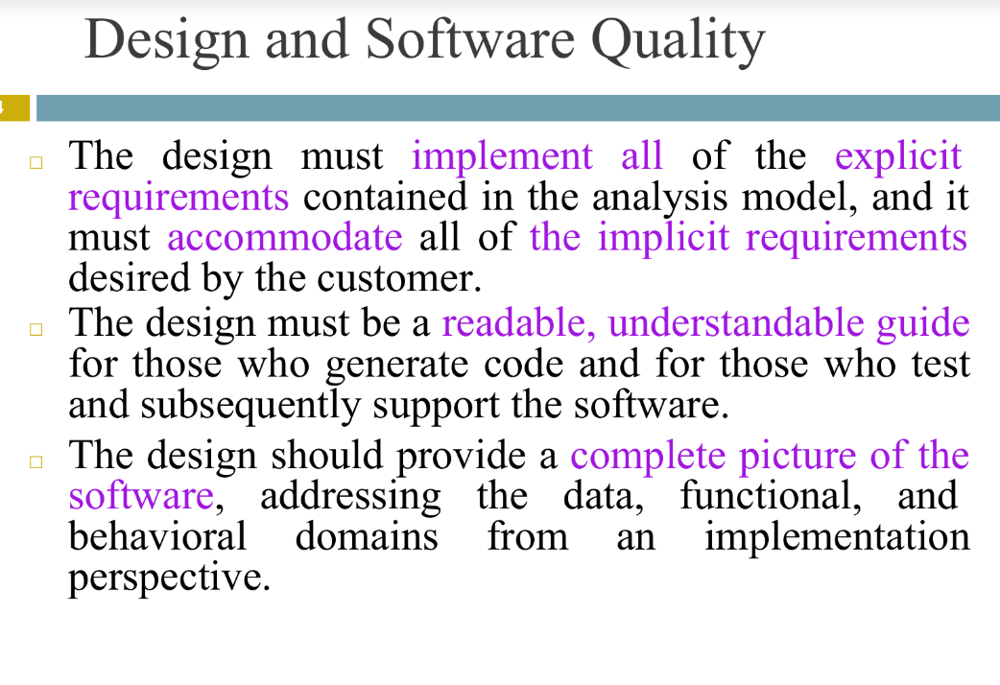 Design and Software Quality
The design must implement all of the explicit
requirements contained in the analysis model, and it
must accommodate all of the implicit requirements
desired by the customer.
The design must be a readable, understandable guide
for those who generate code and for those who test
and subsequently support the software.
The design should provide a complete picture of the
software, addressing the data, functional, and
behavioral domains from an implementation
perspective.